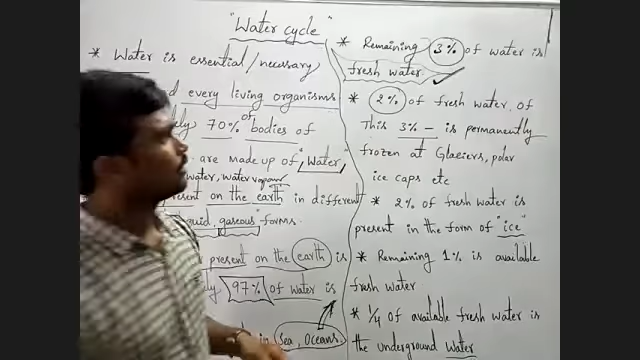 "Water cycle"
* Water is essential/necessary
every living organisms
70% of bodies of
are made up of "Water,"
water, water vapour
present on the earth in different
liquid, gaseous forms.
present on the earth is
97% of water is
in Sea, Oceans.
* Remaining 3% of water is
fresh water.
* 2% of fresh water of
This 3% - is permanently
frozen at Glaciers, polar
ice caps etc
* 2% of fresh water is
present in the form of "ice"
* Remaining 1% is available
fresh water
* 1/4 of available fresh water is
the underground water